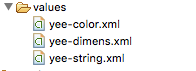 values
yee-color.xml
yee-dimens.xml
yee-string.xml